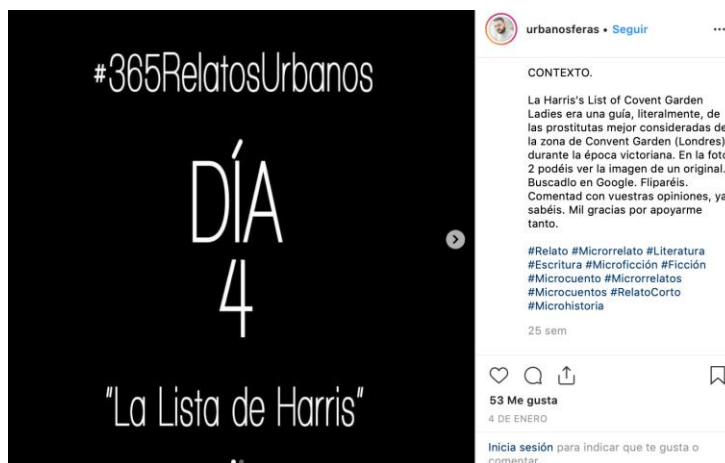 #365RelatosUrbanos
DÍA
4
"La Lista de Harris"
urbanosferas • Seguir
CONTEXTO.
La Harris's List of Covent Garden
Ladies era una guía, literalmente, de
las prostitutas mejor consideradas de
la zona de Convent Garden (Londres)
durante la época victoriana. En la foto
2 podéis ver la imagen de un original.
Buscadlo en Google. Fliparéis.
Comentad con vuestras opiniones, ya
sabéis. Mil gracias por apoyarme
tanto.
#Relato #Microrrelato #Literatura
#Escritura #Microficción #Ficción
#Microcuento #Microrrelatos
#Microcuentos #RelatoCorto
#Microhistoria
25 sem
53 Me gusta
4 DE ENERO
Inicia sesión para indicar que te gusta o
comentar